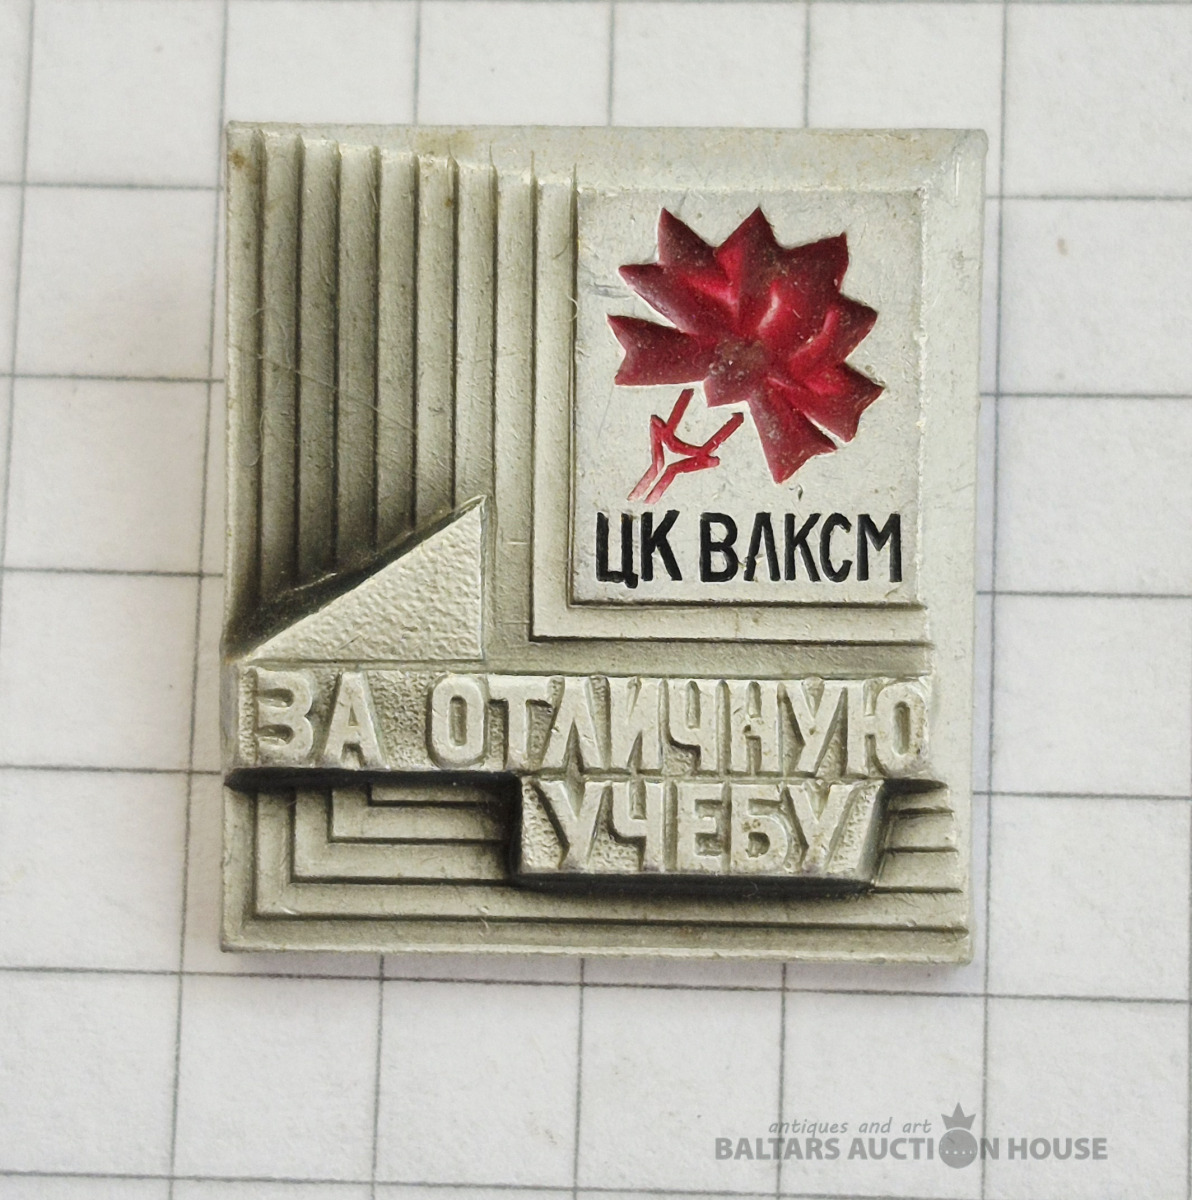 ЦК ВЛКСМ
ЗА ОТЛИЧНУЮ
УЧЕБУ
antiques and art
BALTARS AUCTION HOUSE